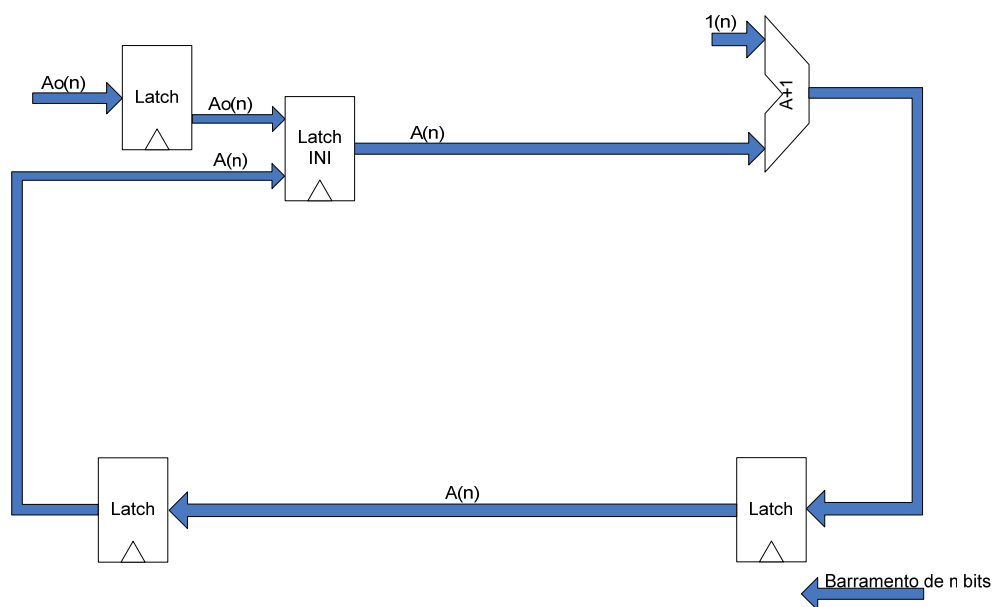 1(n)
Ao(n)
Latch
Ao(n)
A+1
Latch
INI
A(n)
A(n)
Latch
A(n)
Latch
Barramento de n bits